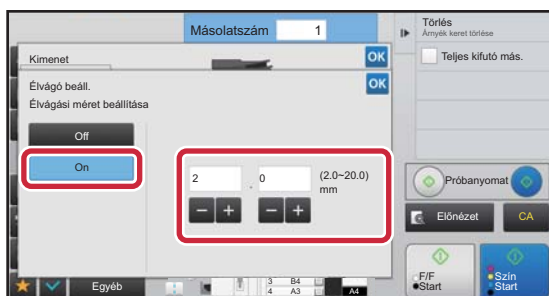 Másolatszám 1
Törlés
Árnyék keret törlése
Teljes kifutó más.
Kimenet
OK
Élvágó beáll.
OK
Élvágási méret beállítása
Off
On
2 . 0 (2.0~20.0)
mm
Próbanyomat
Előnézet
CA
F/F
Start
Szín
Start
Egyéb
3 B4
4 A3
A4